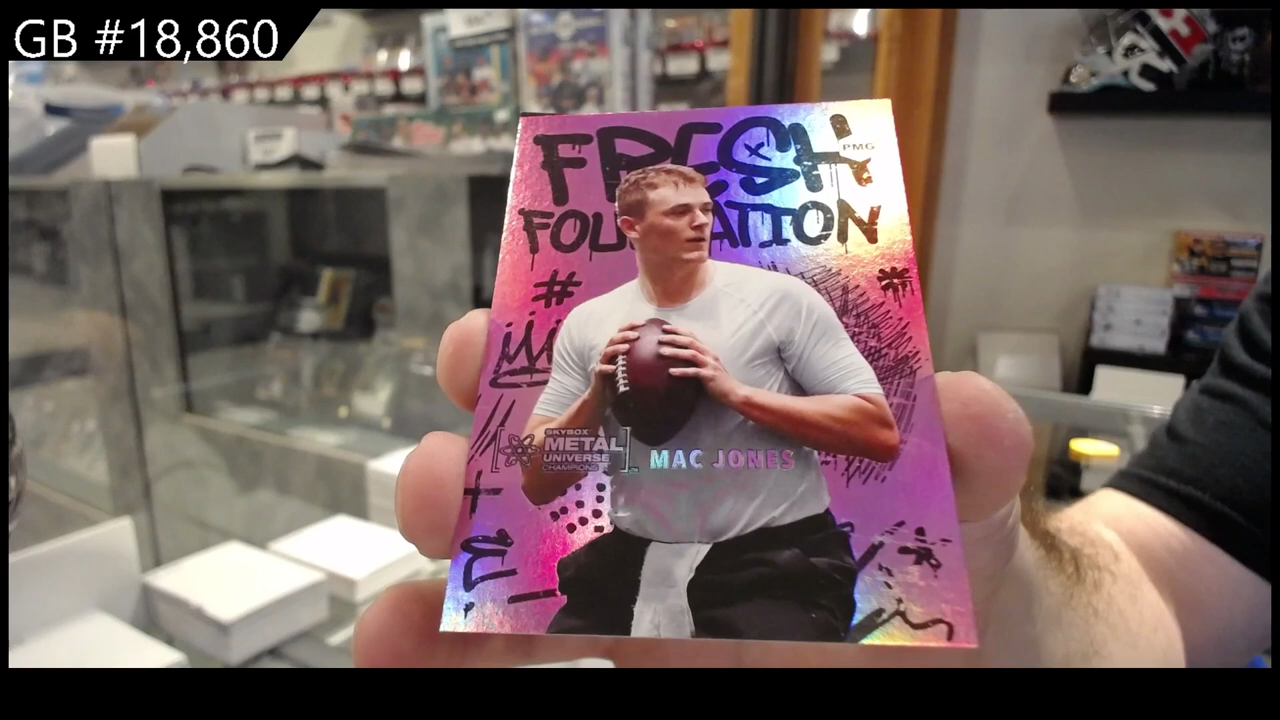 GB #18,860
FRESH
PMG
FOUNDATION
#
*
SKYBOX
METAL
UNIVERSE
CHAMPIONS
MAC JONES
+